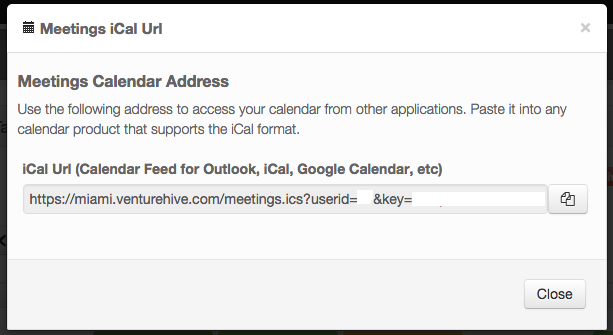 Meetings iCal Url
×
Meetings Calendar Address
Use the following address to access your calendar from other applications. Paste it into any
calendar product that supports the iCal format.
iCal Url (Calendar Feed for Outlook, iCal, Google Calendar, etc)
https://miami.venturehive.com/meetings.ics?userid= &key=
Close